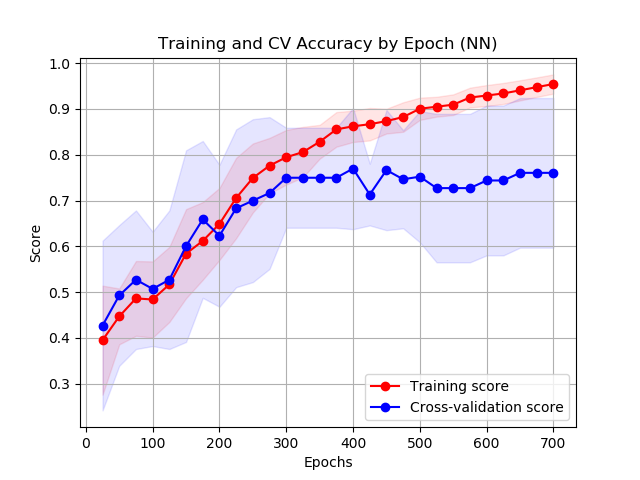 Training and CV Accuracy by Epoch (NN)
1.0
0.9
0.8
0.7
0.6
0.5
0.4
0.3
Score
0 100 200 300 400 500 600 700
Epochs
Training score
Cross-validation score